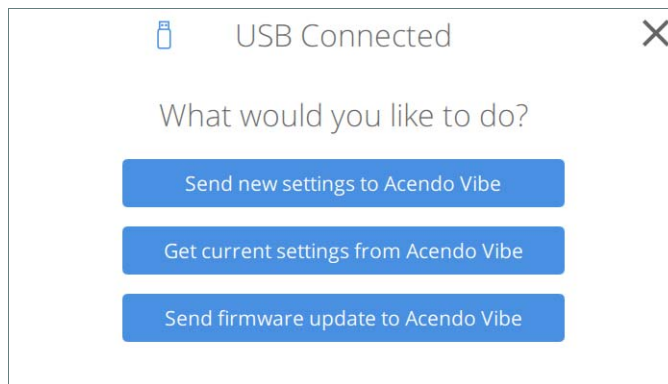 USB Connected
What would you like to do?
Send new settings to Acendo Vibe
Get current settings from Acendo Vibe
Send firmware update to Acendo Vibe